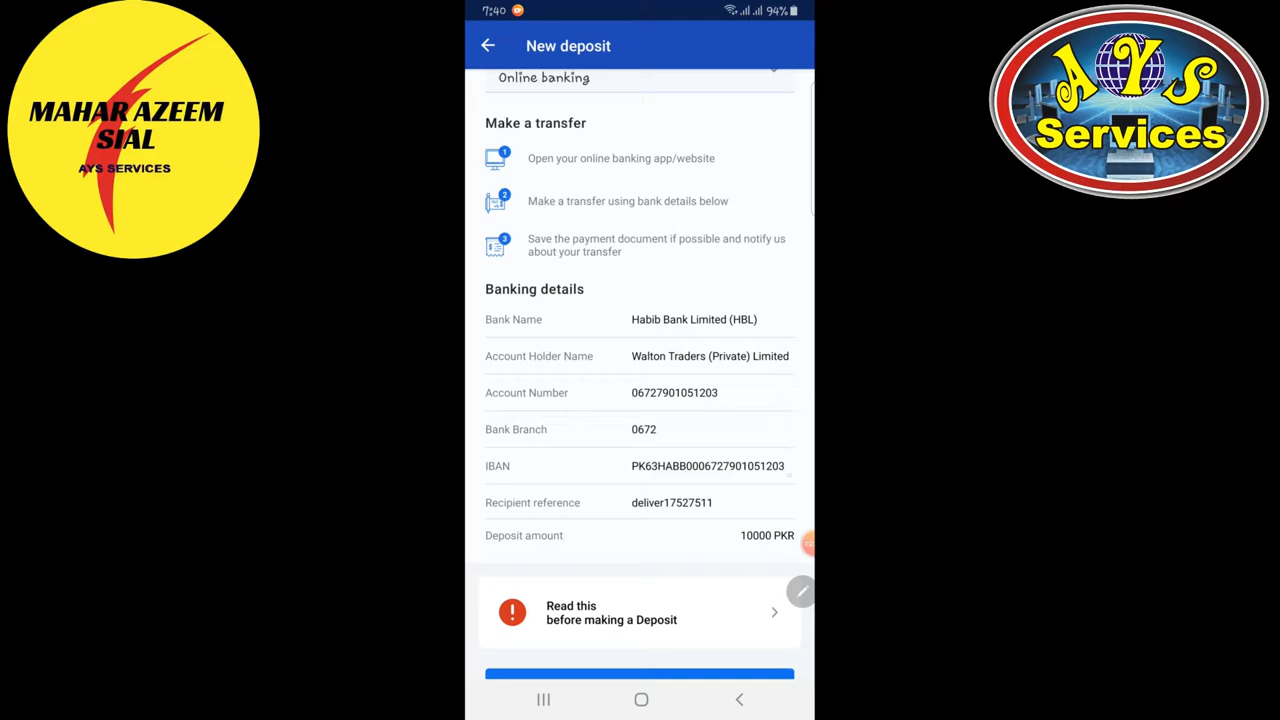 MAHAR AZEEM
SIAL
AYS SERVICES
AYS
Services
7:40
94%
New deposit
Online banking
Make a transfer
1
Open your online banking app/website
2
Make a transfer using bank details below
3
Save the payment document if possible and notify us
about your transfer
Banking details
Bank Name Habib Bank Limited (HBL)
Account Holder Name Walton Traders (Private) Limited
Account Number 06727901051203
Bank Branch 0672
IBAN PK63HABB0006727901051203
Recipient reference deliver17527511
Deposit amount 10000 PKR
Read this
before making a Deposit